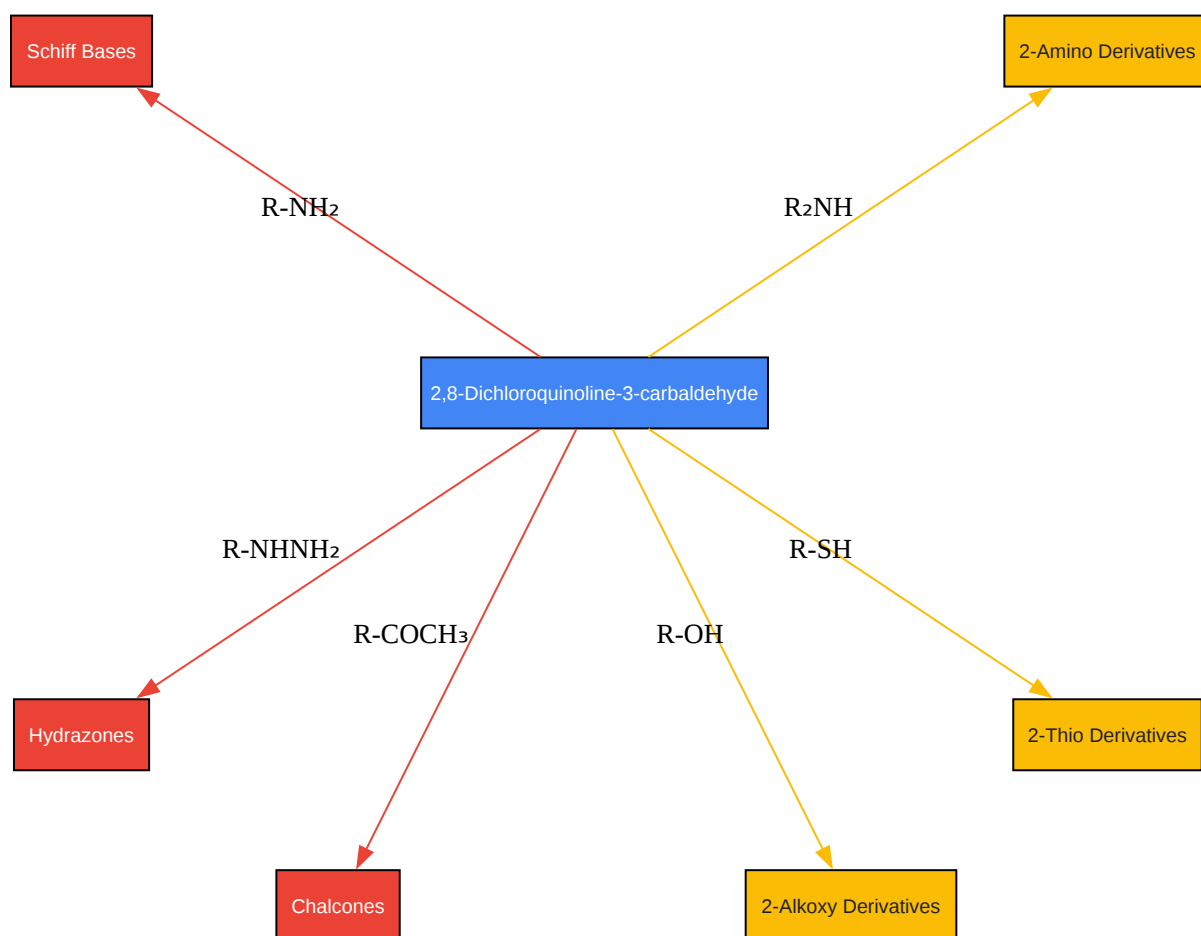 Schiff Bases
2-Amino Derivatives
R-NH₂
R₂NH
2,8-Dichloroquinoline-3-carbaldehyde
R-NHNH₂
R-SH
R-COCH₃
R-OH
Hydrazones
2-Thio Derivatives
Chalcones
2-Alkoxy Derivatives